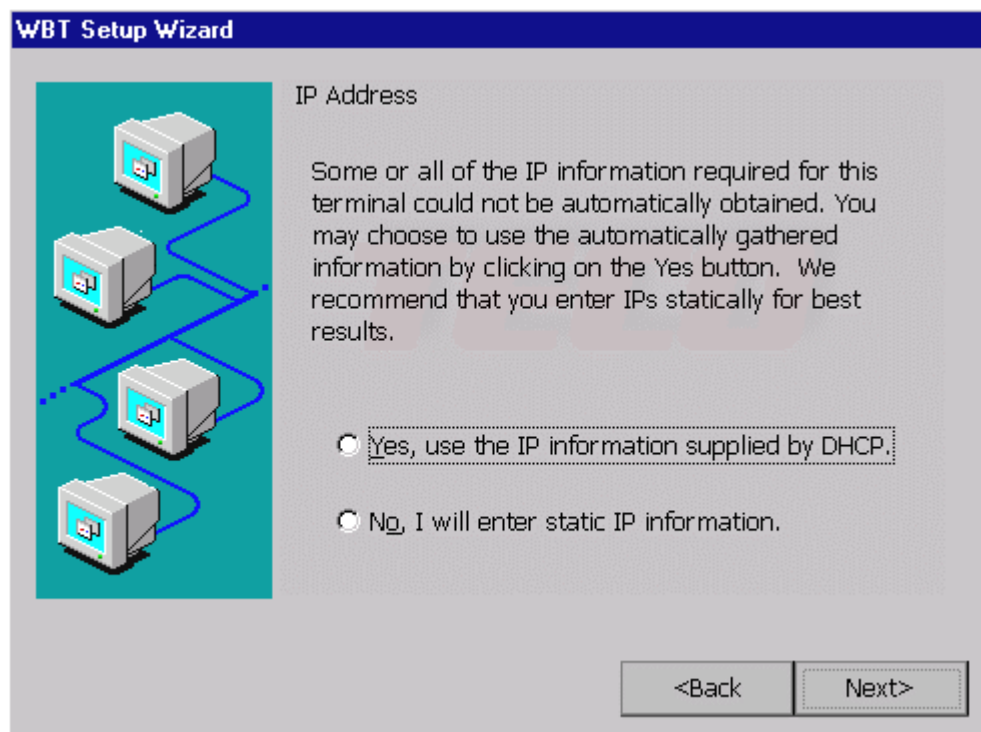 WBT Setup Wizard
IP Address
Some or all of the IP information required for this
terminal could not be automatically obtained. You
may choose to use the automatically gathered
information by clicking on the Yes button.  We
recommend that you enter IPs statically for best
results.
Yes, use the IP information supplied by DHCP.
No, I will enter static IP information.
<Back
Next>